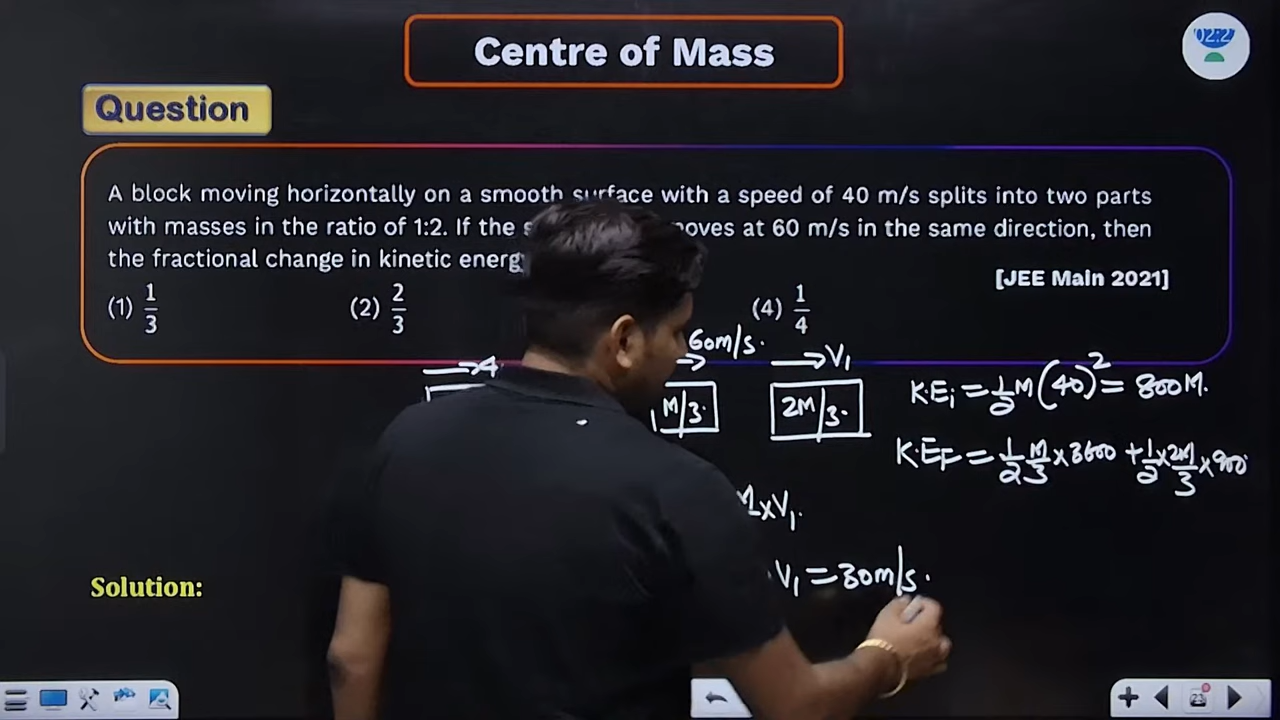 Centre of Mass
Question
A block moving horizontally on a smooth surface with a speed of 40 m/s splits into two parts
with masses in the ratio of 1:2. If the moves at 60 m/s in the same direction, then
the fractional change in kinetic energy
[JEE Main 2021]
(1) 1/3 (2) 2/3 (4) 1/4
60m/s. V₁
M/3. 2M/3.
K.Ei = 1/2 M (40)² = 800M.
K.EF = 1/2 M/3 × 3600 + 1/2 × 2M/3 × 900
×V₁.
V₁ = 30m/s.
Solution: